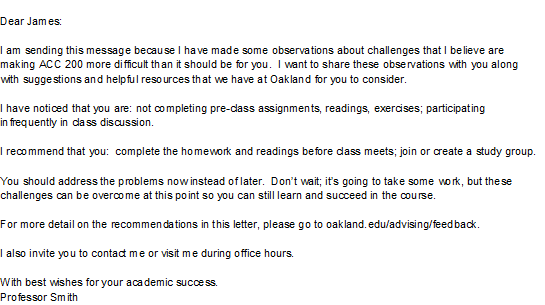 Dear James:
I am sending this message because I have made some observations about challenges that I believe are
making ACC 200 more difficult than it should be for you.  I want to share these observations with you along
with suggestions and helpful resources that we have at Oakland for you to consider.
I have noticed that you are: not completing pre-class assignments, readings, exercises; participating
infrequently in class discussion.
I recommend that you:  complete the homework and readings before class meets; join or create a study group.
You should address the problems now instead of later.  Don't wait; it's going to take some work, but these
challenges can be overcome at this point so you can still learn and succeed in the course.
For more detail on the recommendations in this letter, please go to oakland.edu/advising/feedback.
I also invite you to contact me or visit me during office hours.
With best wishes for your academic success.
Professor Smith